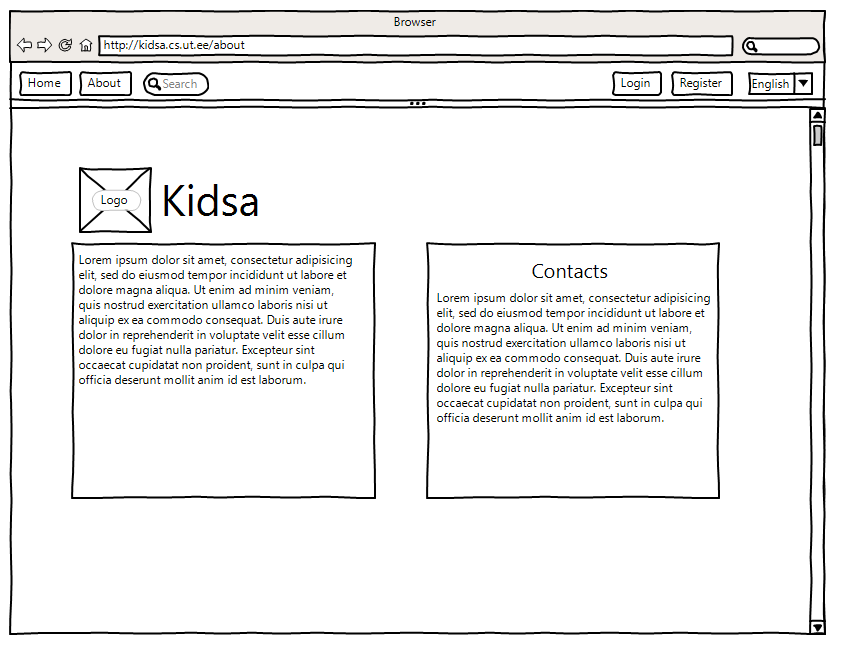 Browser
http://kidsa.cs.ut.ee/about
Home About Search Login Register English
Logo
Kidsa
Lorem ipsum dolor sit amet, consectetur adipisicing
elit, sed do eiusmod tempor incididunt ut labore et
dolore magna aliqua. Ut enim ad minim veniam,
quis nostrud exercitation ullamco laboris nisi ut
aliquip ex ea commodo consequat. Duis aute irure
dolor in reprehenderit in voluptate velit esse cillum
dolore eu fugiat nulla pariatur. Excepteur sint
occaecat cupidatat non proident, sunt in culpa qui
officia deserunt mollit anim id est laborum.
Contacts
Lorem ipsum dolor sit amet, consectetur adipisicing
elit, sed do eiusmod tempor incididunt ut labore et
dolore magna aliqua. Ut enim ad minim veniam,
quis nostrud exercitation ullamco laboris nisi ut
aliquip ex ea commodo consequat. Duis aute irure
dolor in reprehenderit in voluptate velit esse cillum
dolore eu fugiat nulla pariatur. Excepteur sint
occaecat cupidatat non proident, sunt in culpa qui
officia deserunt mollit anim id est laborum.